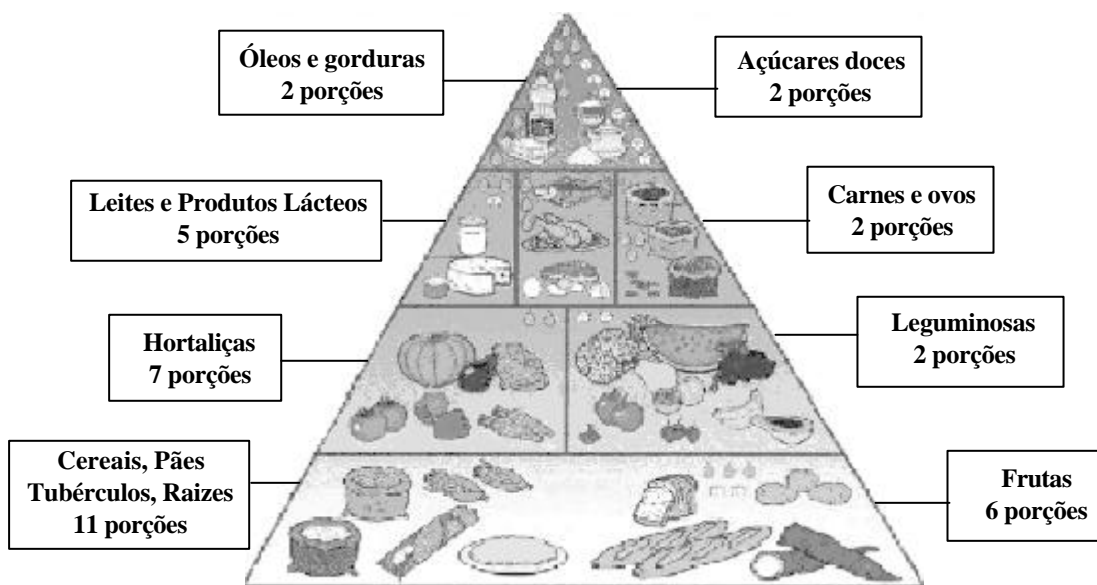 Óleos e gorduras
2 porções
Açúcares doces
2 porções
Leites e Produtos Lácteos
5 porções
Carnes e ovos
2 porções
Hortaliças
7 porções
Leguminosas
2 porções
Cereais, Pães
Tubérculos, Raizes
11 porções
Frutas
6 porções